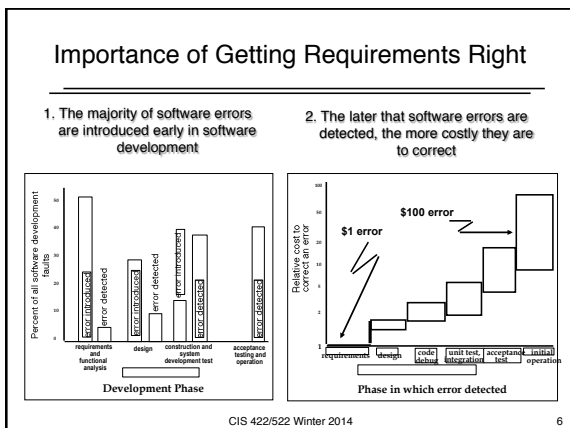 Importance of Getting Requirements Right
1. The majority of software errors
are introduced early in software
development
2. The later that software errors are
detected, the more costly they are
to correct
Percent of all software development
faults
50
40
30
20
10
0
error introduced
error detected
error introduced
error detected
error introduced
error detected
error detected
requirements
and
functional
analysis
design
construction and
system
development test
acceptance
testing and
operation
Development Phase
Relative cost to
correct an error
100
50
20
10
5
2
1
$1 error
$100 error
requirements
design
code
debug
unit test,
integration
acceptance
test
initial
operation
Phase in which error detected
CIS 422/522 Winter 2014
6